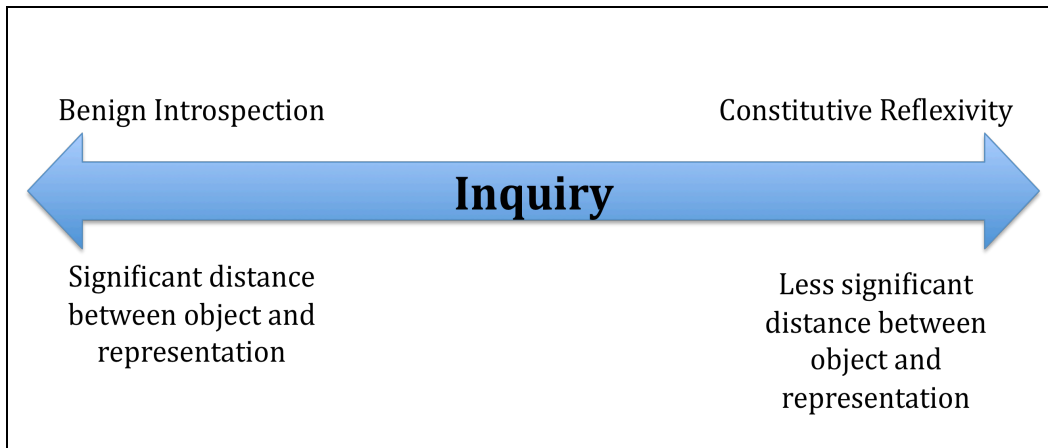 Benign Introspection
Constitutive Reflexivity
Inquiry
Significant distance
between object and
representation
Less significant
distance between
object and
representation